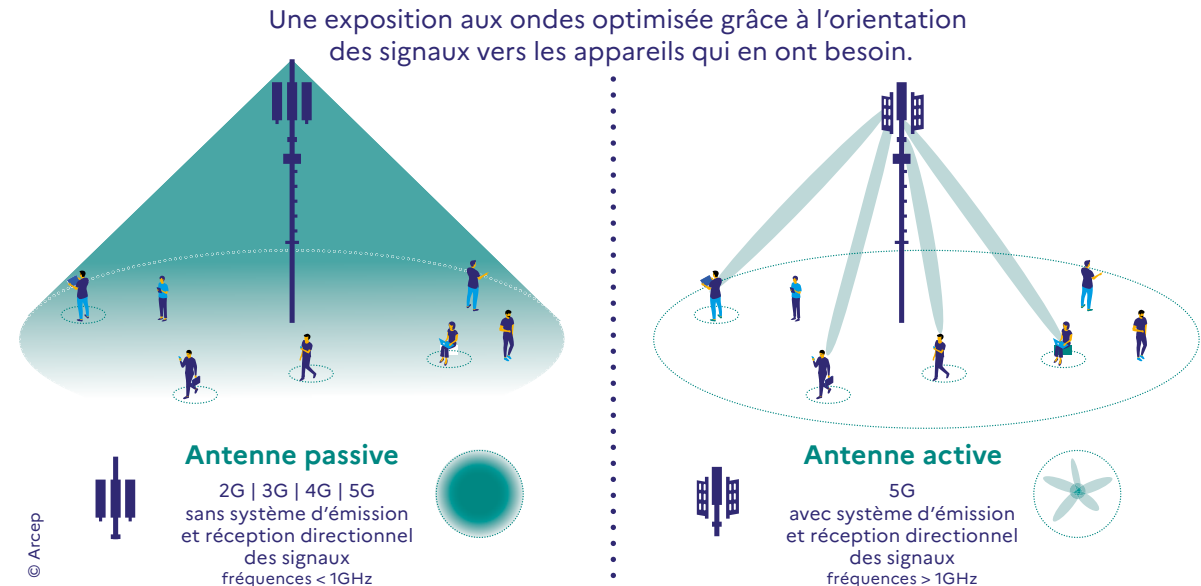 Une exposition aux ondes optimisée grâce à l'orientation
des signaux vers les appareils qui en ont besoin.
Antenne passive
2G | 3G | 4G | 5G
sans système d'émission
et réception directionnel
des signaux
fréquences < 1GHz
Antenne active
5G
avec système d'émission
et réception directionnel
des signaux
fréquences > 1GHz
© Arcep